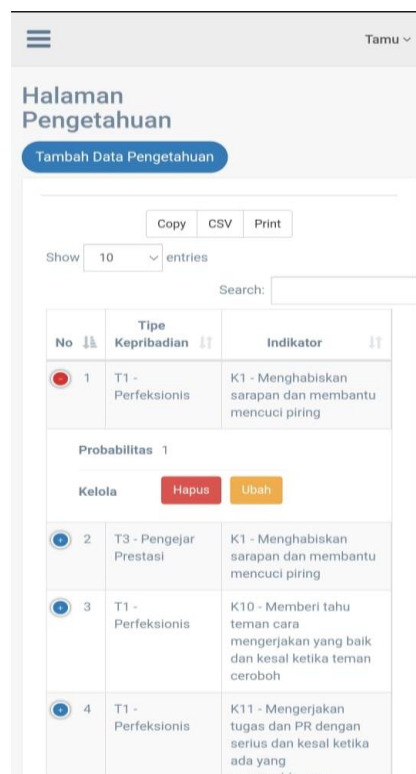 Tamu
Halaman
Pengetahuan
Tambah Data Pengetahuan
Copy CSV Print
Show 10 entries
Search:
No Tipe Kepribadian Indikator
1 T1 - Perfeksionis K1 - Menghabiskan sarapan dan membantu mencuci piring
Probabilitas 1
Kelola Hapus Ubah
2 T3 - Pengejar Prestasi K1 - Menghabiskan sarapan dan membantu mencuci piring
3 T1 - Perfeksionis K10 - Memberi tahu teman cara mengerjakan yang baik dan kesal ketika teman ceroboh
4 T1 - Perfeksionis K11 - Mengerjakan tugas dan PR dengan serius dan kesal ketika ada yang